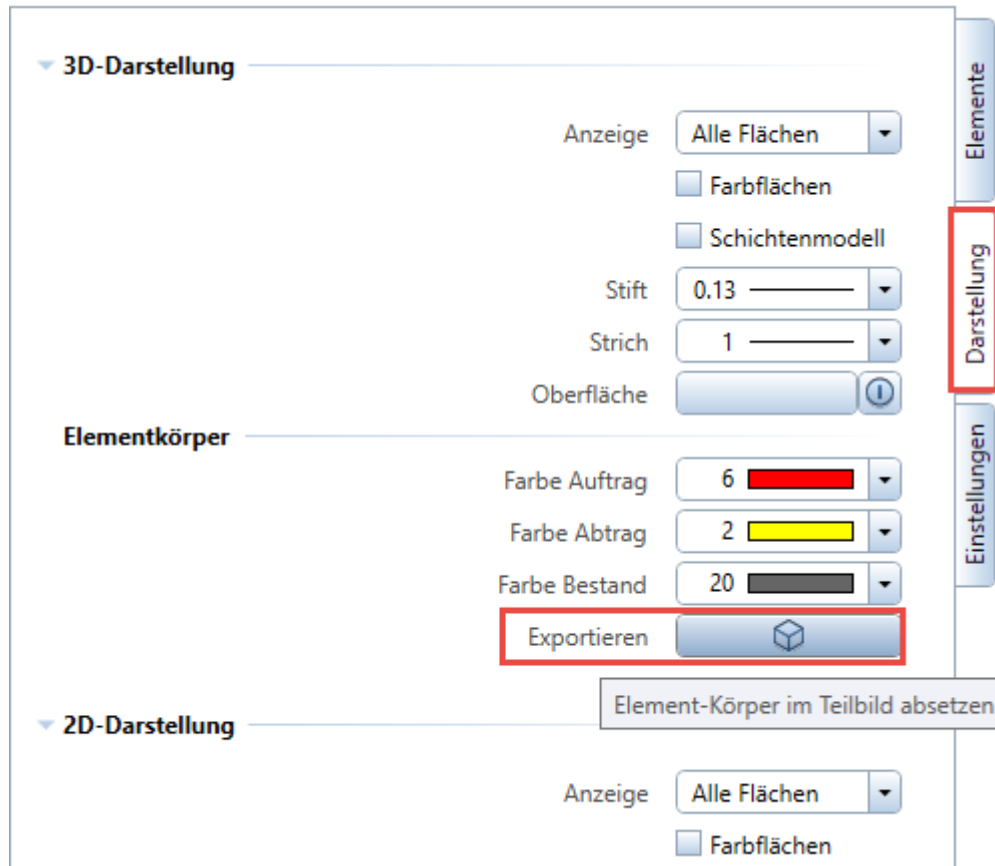 3D-Darstellung
Anzeige Alle Flächen
Farbflächen
Schichtenmodell
Stift 0.13
Strich 1
Oberfläche
Elementkörper
Farbe Auftrag 6
Farbe Abtrag 2
Farbe Bestand 20
Exportieren
Element-Körper im Teilbild absetzen
2D-Darstellung
Anzeige Alle Flächen
Farbflächen
Elemente
Darstellung
Einstellungen